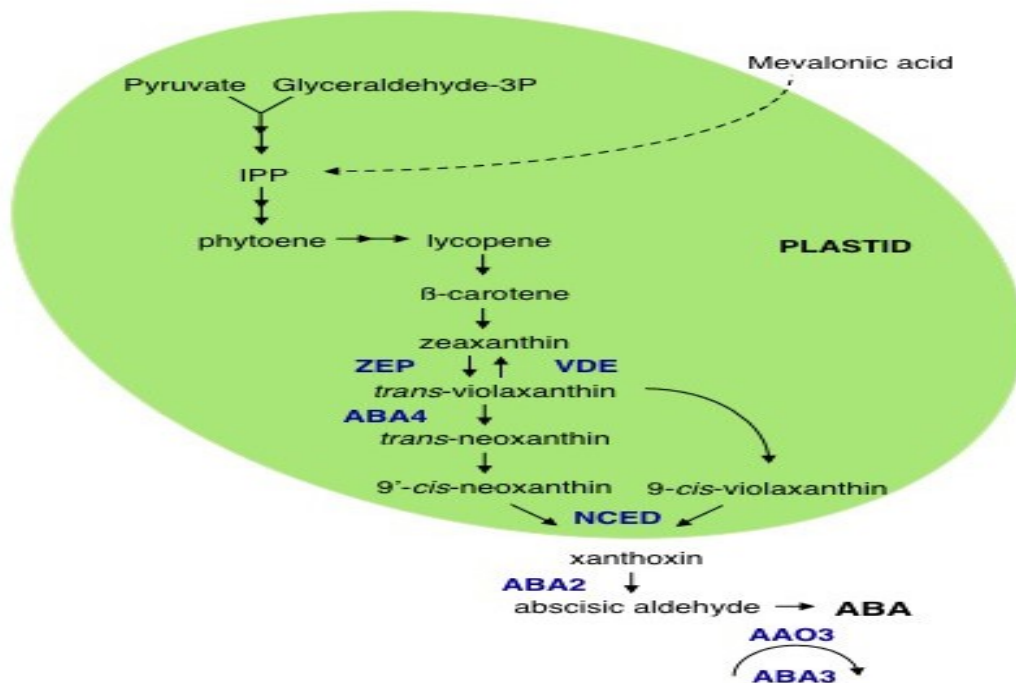 Mevalonic acid
Pyruvate Glyceraldehyde-3P
IPP
phytoene lycopene
PLASTID
ß-carotene
zeaxanthin
ZEP VDE
trans-violaxanthin
ABA4
trans-neoxanthin
9'-cis-neoxanthin 9-cis-violaxanthin
NCED
xanthoxin
ABA2
abscisic aldehyde ABA
AAO3
ABA3